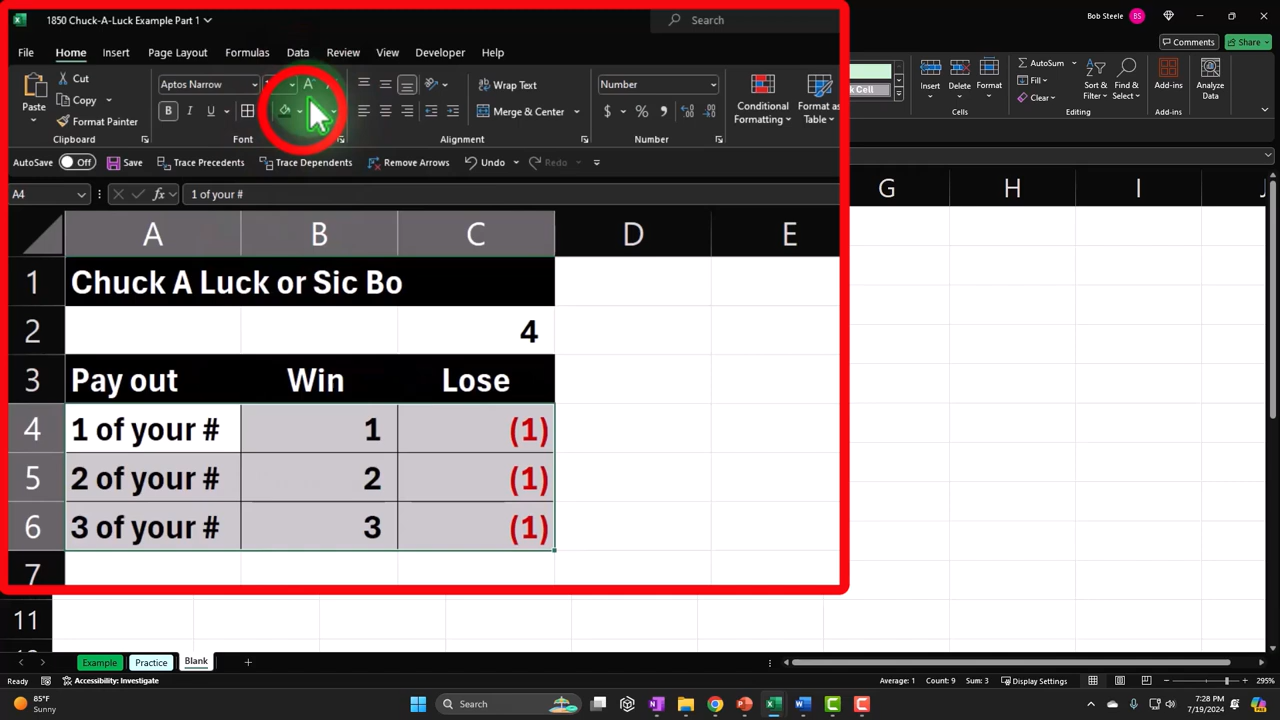 1850 Chuck-A-Luck Example Part 1
Search
Bob Steele
BS
File Home Insert Page Layout Formulas Data Review View Developer Help
Comments
Share
Cut
Aptos Narrow
Wrap Text
Number
AutoSum
Paste
Copy
Format Painter
B I U
Merge & Center
$ % ,
Conditional Formatting
Format as Table
Insert Delete Format
Fill
Clear
Add-ins
Clipboard
Font
Alignment
Number
Cells
Editing
Add-ins
AutoSave Off Save Trace Precedents Trace Dependents Remove Arrows Undo Redo
A4
fx
1 of your #
A B C D E G H I J
1 Chuck A Luck or Sic Bo
2 4
3 Pay out Win Lose
4 1 of your # 1 (1)
5 2 of your # 2 (1)
6 3 of your # 3 (1)
7
11
Example Practice Blank
Ready Accessibility: Investigate
Average: 1 Count: 9 Sum: 3 Display Settings 295%
85°F
Sunny
Search
7:28 PM
7/19/2024